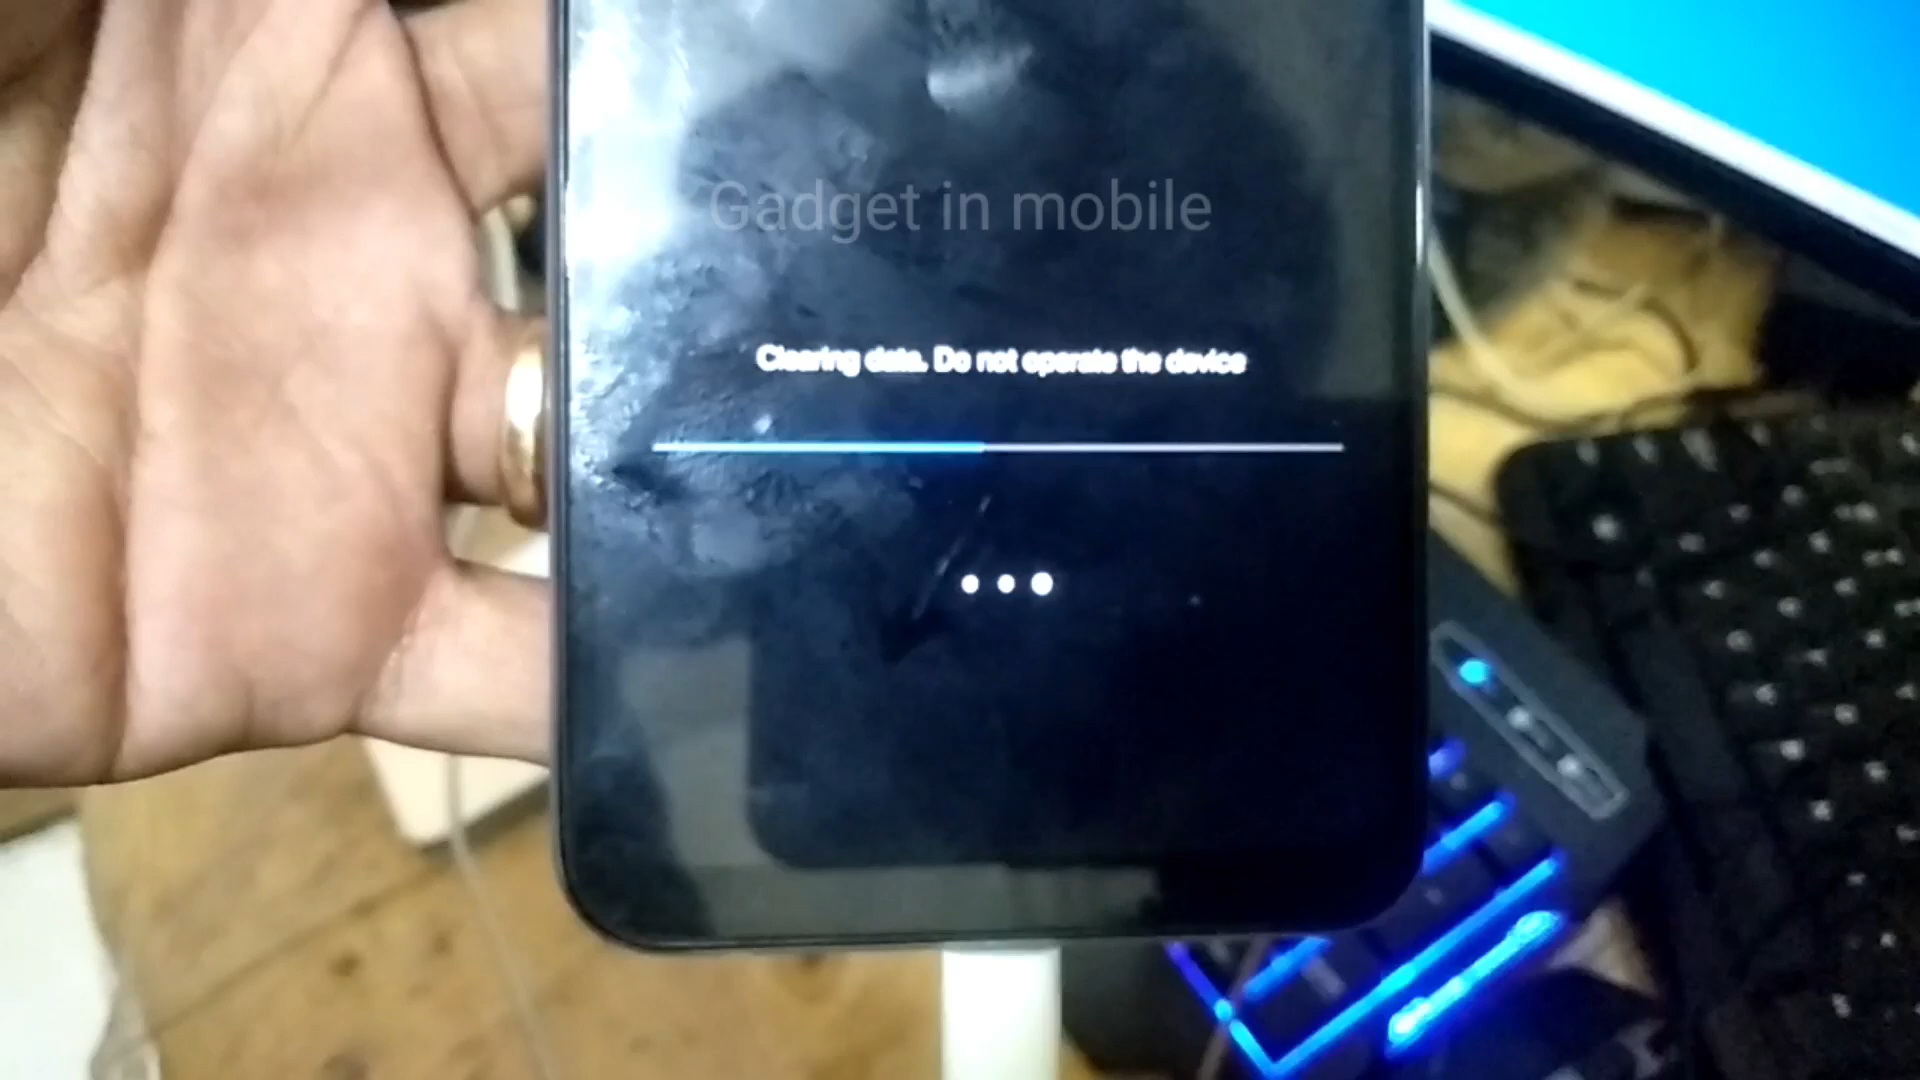 Gadget in mobile
Clearing data. Do not operate the device